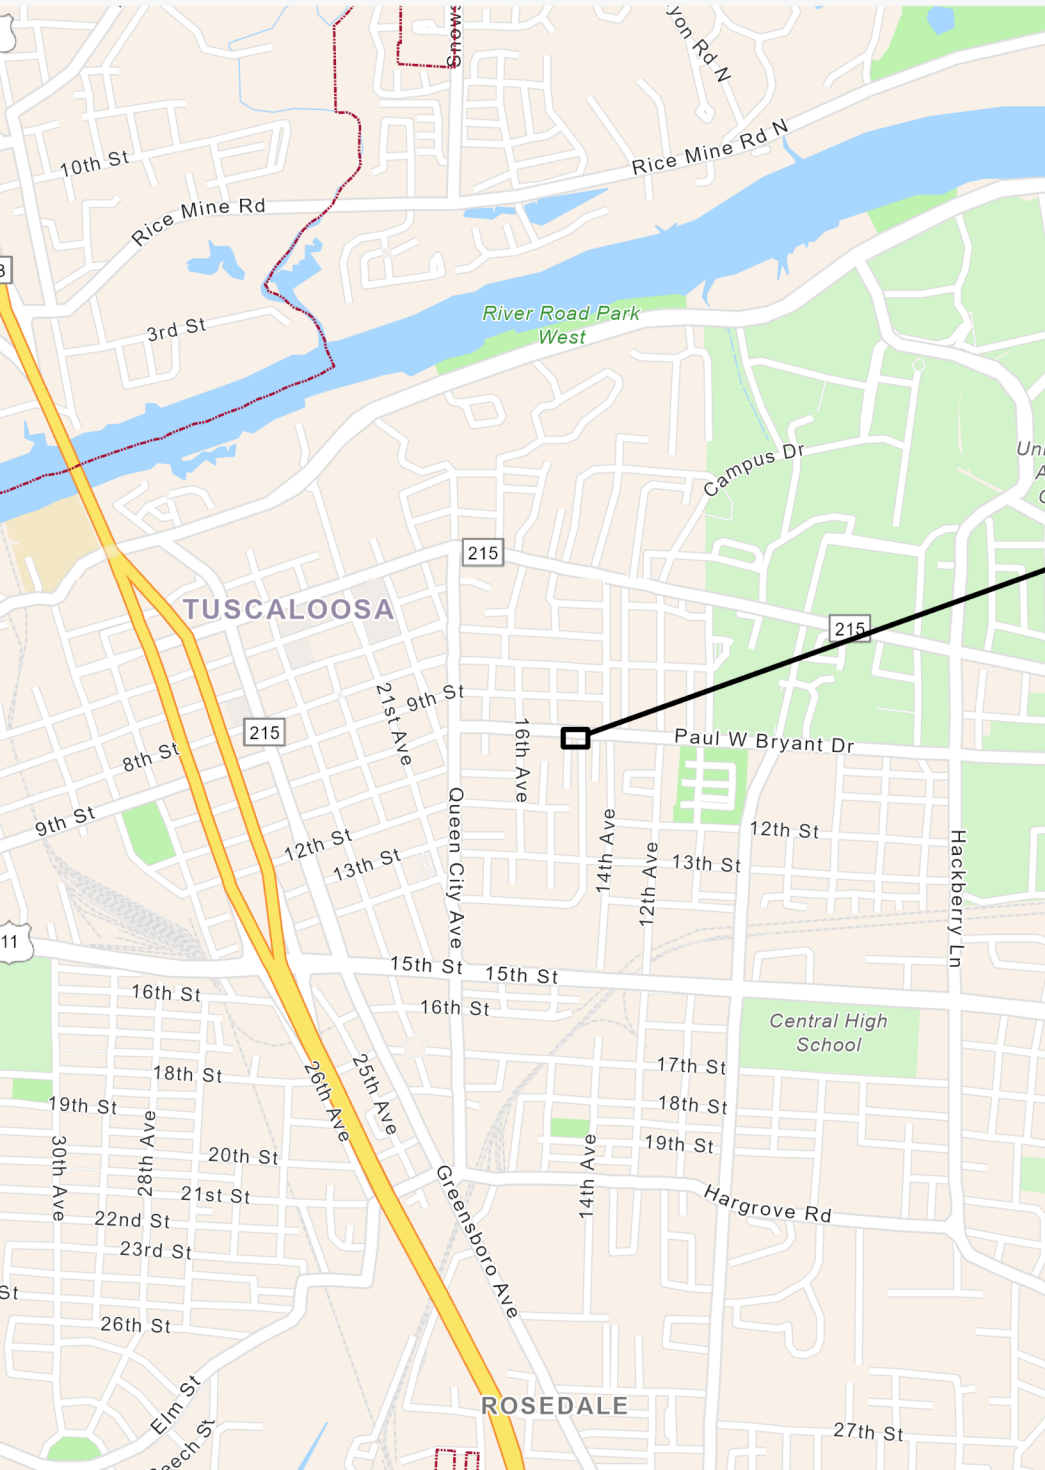 yon Rd N
Rice Mine Rd N
10th St
Rice Mine Rd
3rd St
River Road Park
West
Campus Dr
215
TUSCALOOSA
215
21st Ave
9th St
215
8th St
16th Ave
Paul W Bryant Dr
9th St
Queen City Ave
12th St
13th St
14th Ave
12th Ave
13th St
12th St
Hackberry Ln
11
15th St
15th St
16th St
16th St
Central High
School
26th Ave
25th Ave
17th St
18th St
18th St
19th St
19th St
30th Ave
28th Ave
20th St
14th Ave
21st St
Greensboro Ave
Hargrove Rd
22nd St
23rd St
St
26th St
Elm St
eech St
ROSEDALE
27th St